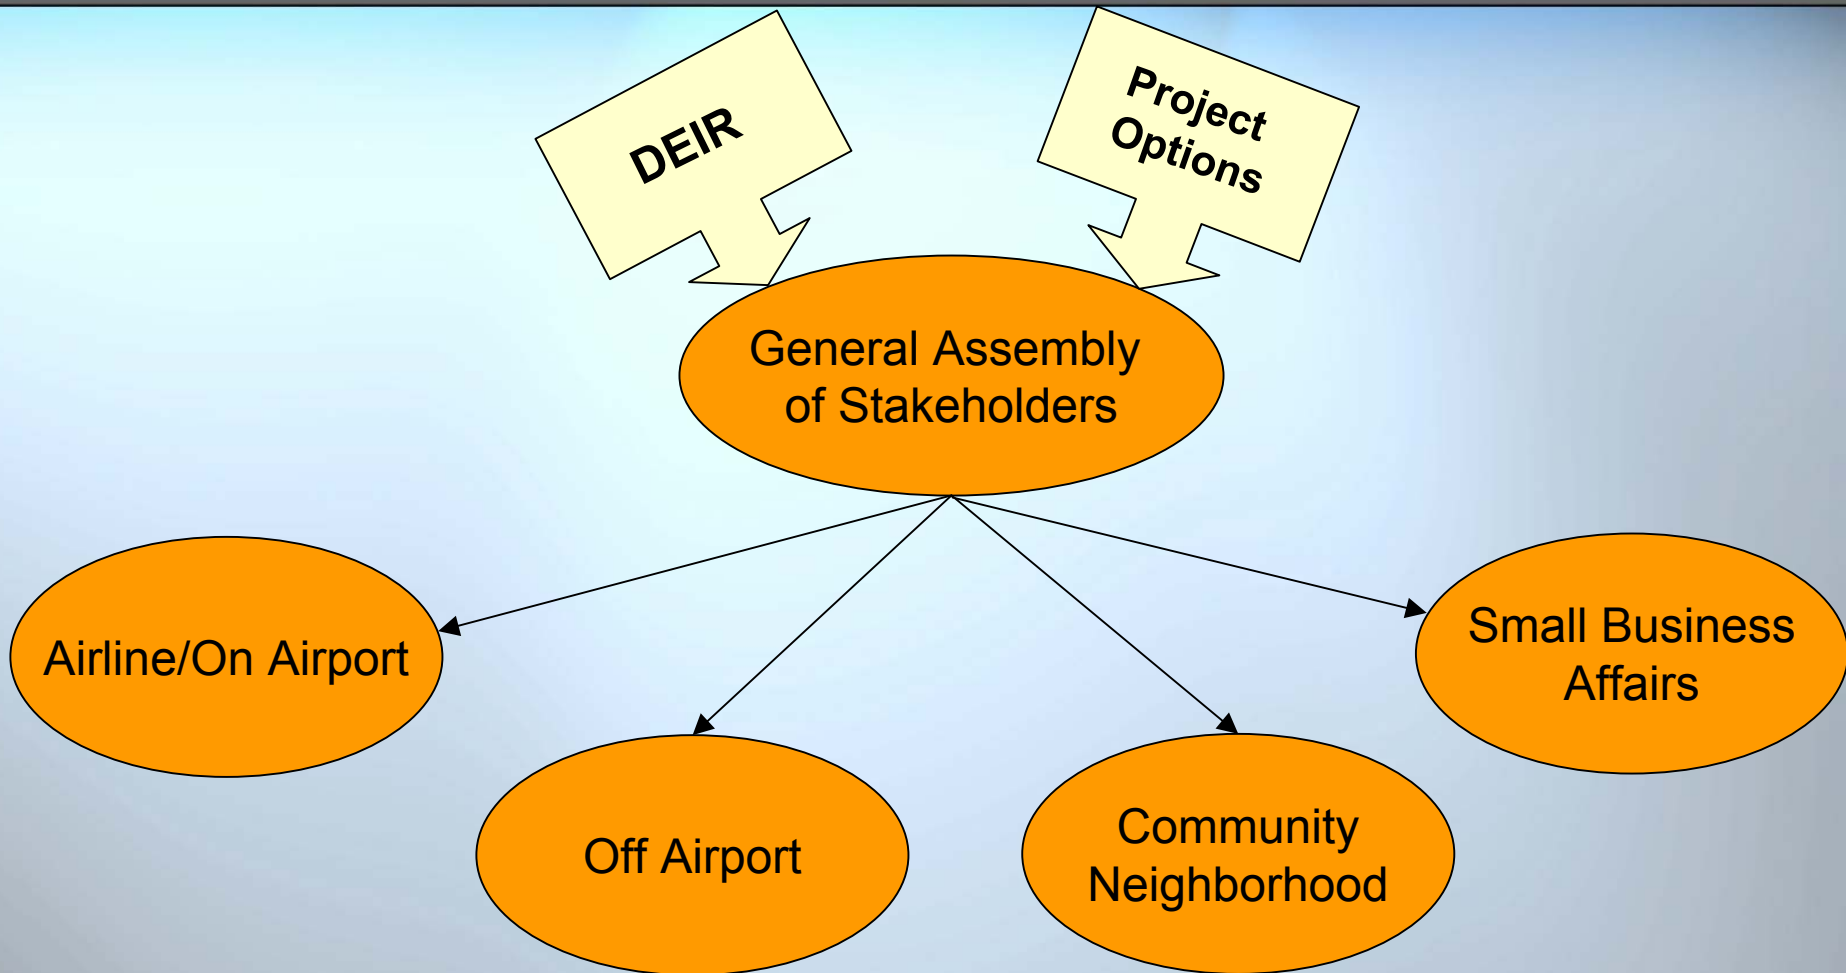 DEIR
Project
Options
General Assembly
of Stakeholders
Airline/On Airport
Small Business
Affairs
Off Airport
Community
Neighborhood